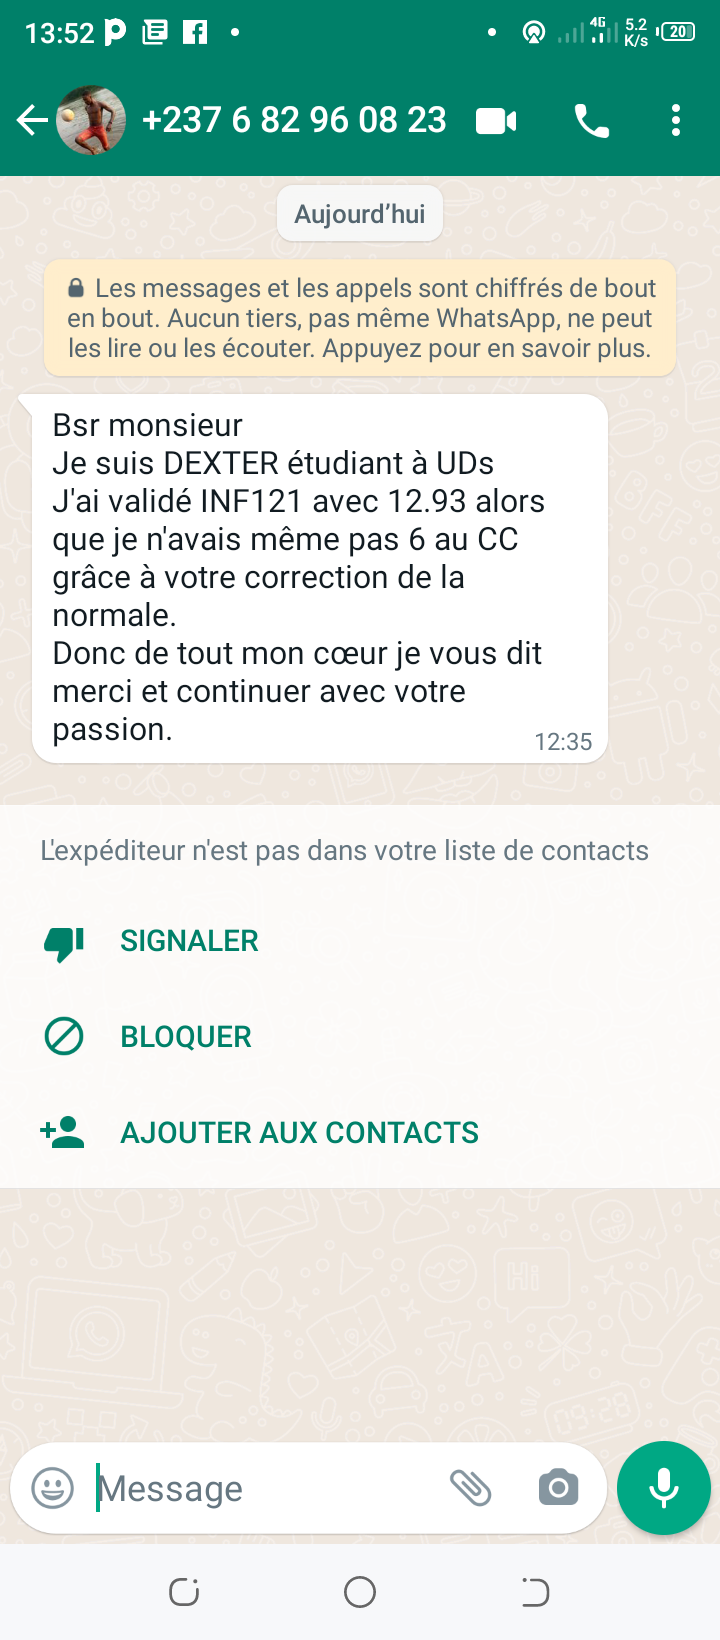 13:52
4G
5.2
K/s
20
+237 6 82 96 08 23
Aujourd'hui
Les messages et les appels sont chiffrés de bout
en bout. Aucun tiers, pas même WhatsApp, ne peut
les lire ou les écouter. Appuyez pour en savoir plus.
Bsr monsieur
Je suis DEXTER étudiant à UDs
J'ai validé INF121 avec 12.93 alors
que je n'avais même pas 6 au CC
grâce à votre correction de la
normale.
Donc de tout mon cœur je vous dit
merci et continuer avec votre
passion.
12:35
L'expéditeur n'est pas dans votre liste de contacts
SIGNALER
BLOQUER
AJOUTER AUX CONTACTS
Message